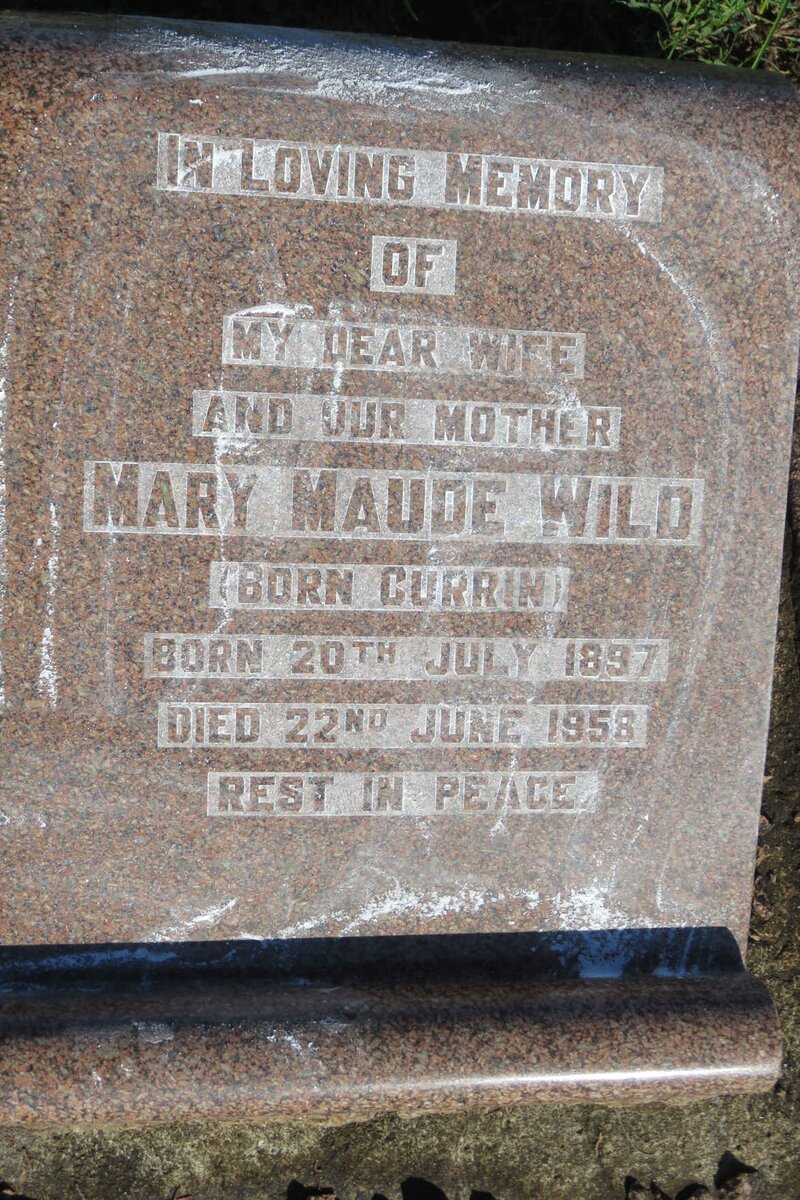 IN LOVING MEMORY
OF
MY DEAR WIFE
AND OUR MOTHER
MARY MAUDE WILD
(BORN CURRIN)
BORN 20TH JULY 1897
DIED 22ND JUNE 1958
REST IN PEACE.